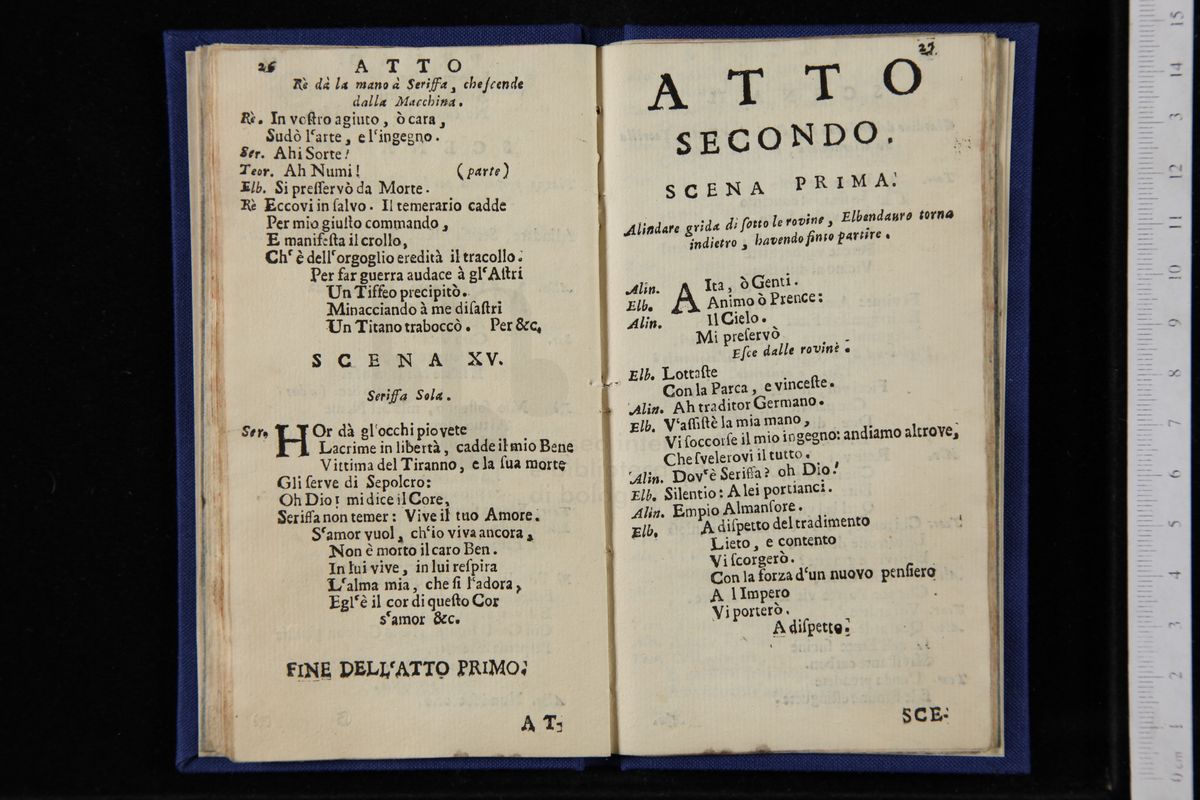 26 ATTO
Rè dà la mano à Seriffa, che ſcende
dalla Macchina.
Rè. In voſtro agiuto, ò cara,
Sudò l'arte, e l'ingegno.
Ser. Ahi Sorte!
Teor. Ah Numi! (parte)
Elb. Si preſſervò da Morte.
Rè Eccovi in ſalvo. Il temerario cadde
Per mio giuſto commando,
E manifeſta il crollo,
Ch' è dell'orgoglio eredità il tracollo.
Per far guerra audace à gl'Aſtri
Un Tiffeo precipitò.
Minacciando à me diſaſtri
Un Titano traboccò. Per &c.
SCENA XV.
Seriffa Sola.
Ser. HOr dà gl'occhi piovete
Lacrime in libertà, cadde il mio Bene
Vittima del Tiranno, e la ſua morte
Gli ſerve di Sepolcro:
Oh Dio! mi dice il Core,
Seriffa non temer: Vive il tuo Amore.
S'amor vuol, ch'io viva ancora,
Non è morto il caro Ben.
In lui vive, in lui reſpira
L'alma mia, che ſi l'adora,
Egl'è il cor di queſto Cor
s'amor &c.
FINE DELL'ATTO PRIMO.
AT-
27
ATTO
SECONDO.
SCENA PRIMA.
Alindare grida di ſotto le rovine, Elbendauro torna
indietro, havendo finto partire.
Alin. AIta, ò Genti.
Elb. Animo ò Prence:
Alin. Il Cielo.
Mi preſervò
Eſce dalle rovine.
Elb. Lottaſte
Con la Parca, e vinceſte.
Alin. Ah traditor Germano.
Elb. V'aſſiſtè la mia mano,
Vi ſoccorſe il mio ingegno: andiamo altrove,
Che ſvelerovi il tutto.
Alin. Dov'è Seriffa? oh Dio!
Elb. Silentio: A lei portianci.
Alin. Empio Almanſore.
Elb. A diſpetto del tradimento
Lieto, e contento
Vi ſcorgerò.
Con la forza d'un nuovo penſiero
A l Impero
Vi porterò.
A diſpetto.
SCE-